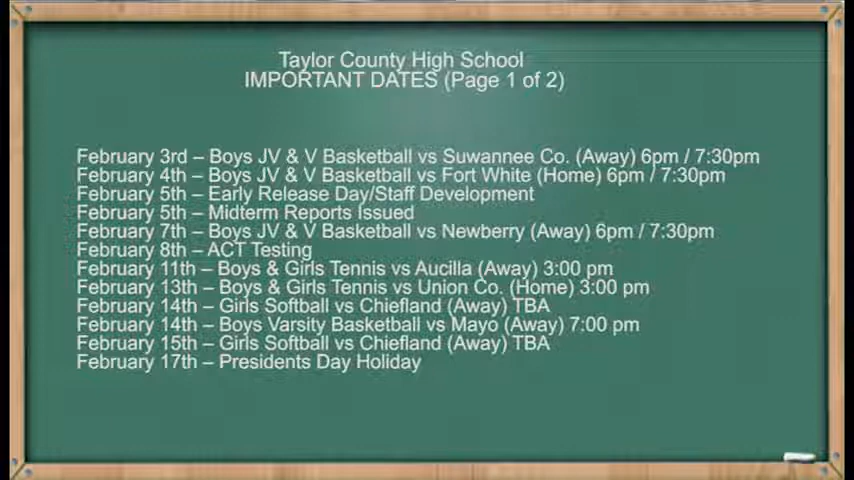 Taylor County High School
IMPORTANT DATES (Page 1 of 2)
February 3rd – Boys JV & V Basketball vs Suwannee Co. (Away) 6pm / 7:30pm
February 4th – Boys JV & V Basketball vs Fort White (Home) 6pm / 7:30pm
February 5th – Early Release Day/Staff Development
February 5th – Midterm Reports Issued
February 7th – Boys JV & V Basketball vs Newberry (Away) 6pm / 7:30pm
February 8th – ACT Testing
February 11th – Boys & Girls Tennis vs Aucilla (Away) 3:00 pm
February 13th – Boys & Girls Tennis vs Union Co. (Home) 3:00 pm
February 14th – Girls Softball vs Chiefland (Away) TBA
February 14th – Boys Varsity Basketball vs Mayo (Away) 7:00 pm
February 15th – Girls Softball vs Chiefland (Away) TBA
February 17th – Presidents Day Holiday